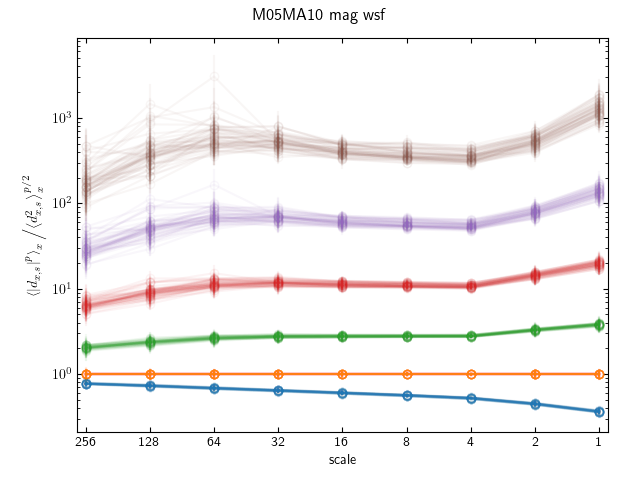 M05MA10 mag wsf
⟨|d_{x,s}|^p⟩_x / ⟨d²_{x,s}⟩_x^{p/2}
10³
10²
10¹
10⁰
256 128 64 32 16 8 4 2 1
scale